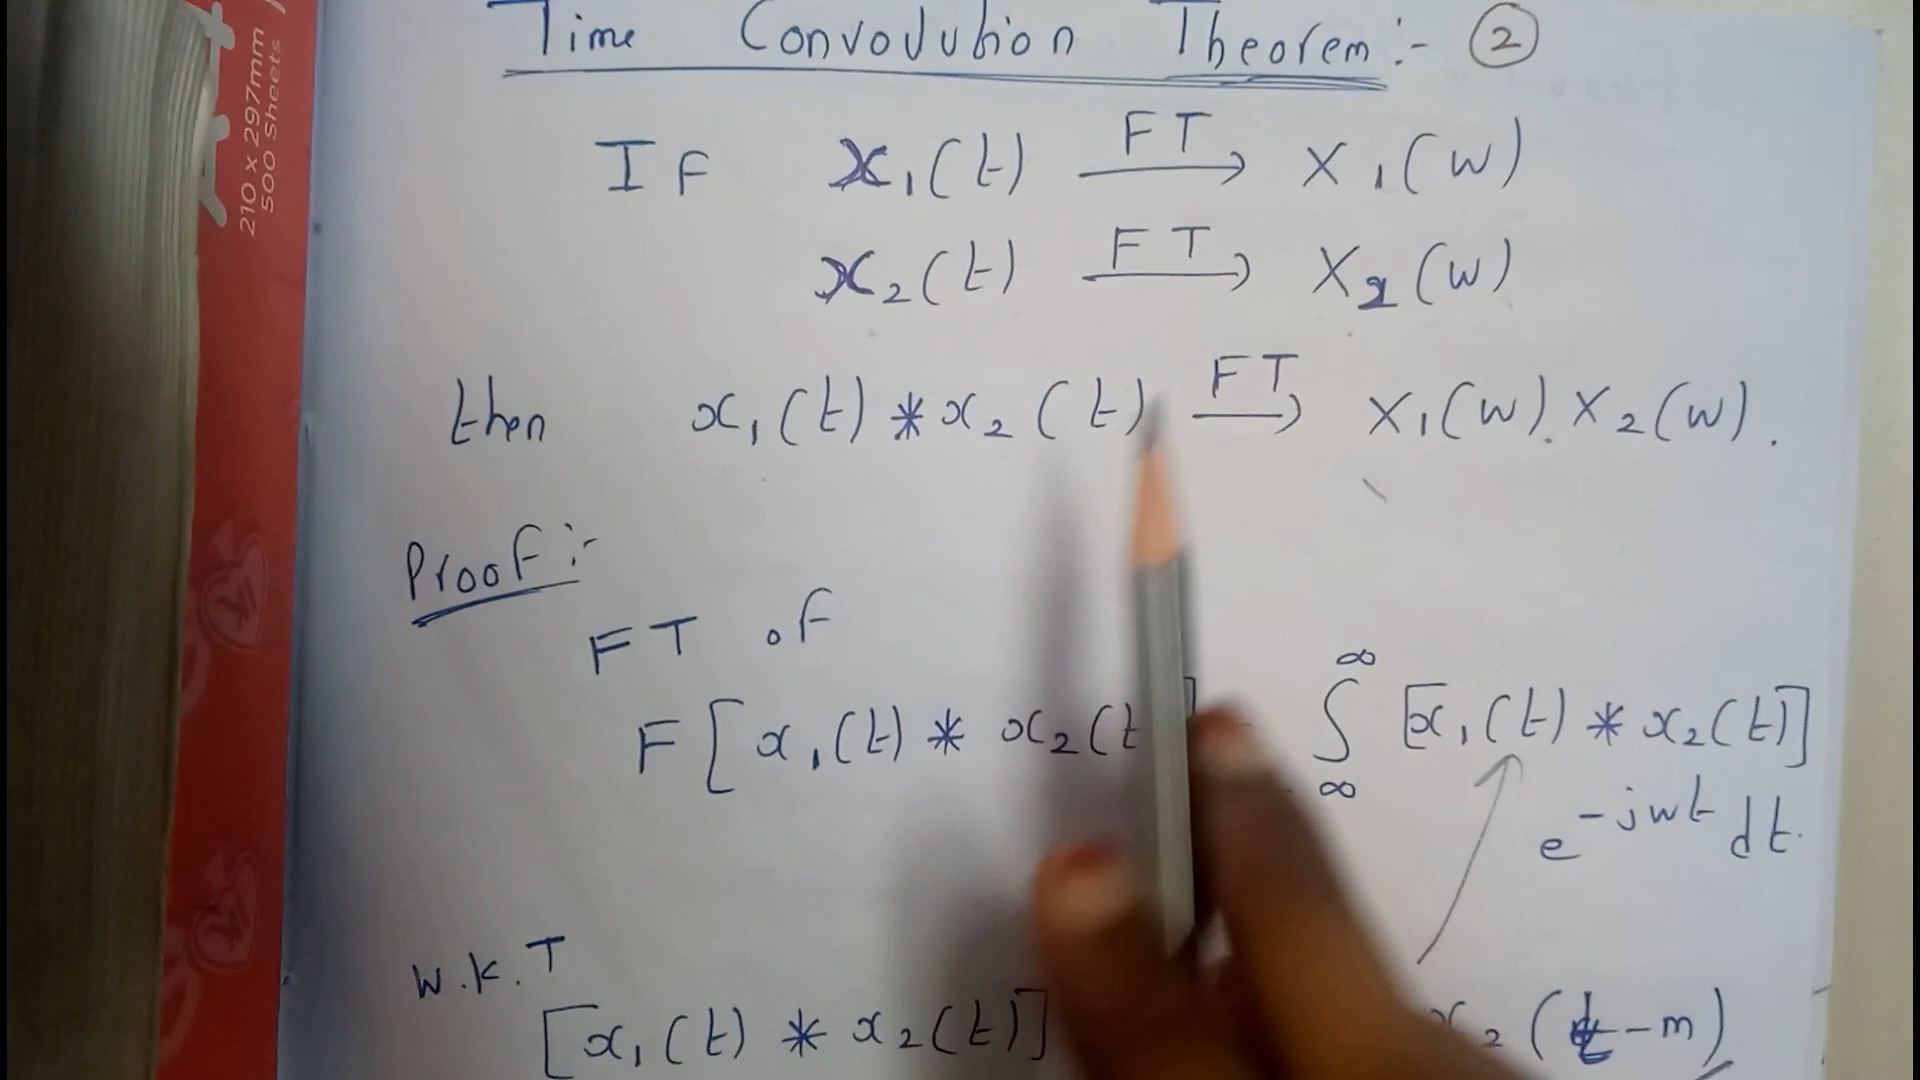 210 x 297mm
500 Sheets
Time Convolution Theorem :- 2
IF x₁(t) FT → X₁(w)
x₂(t) FT → X₂(w)
then x₁(t) * x₂(t) FT → X₁(w) . X₂(w) .
Proof :-
FT of
F [ x₁(t) * x₂(t ] ∫ ∞ ∞ [x₁(t) * x₂(t)]
e^-jwt dt.
W.K.T
[x₁(t) * x₂(t)] x₂ (t-m)